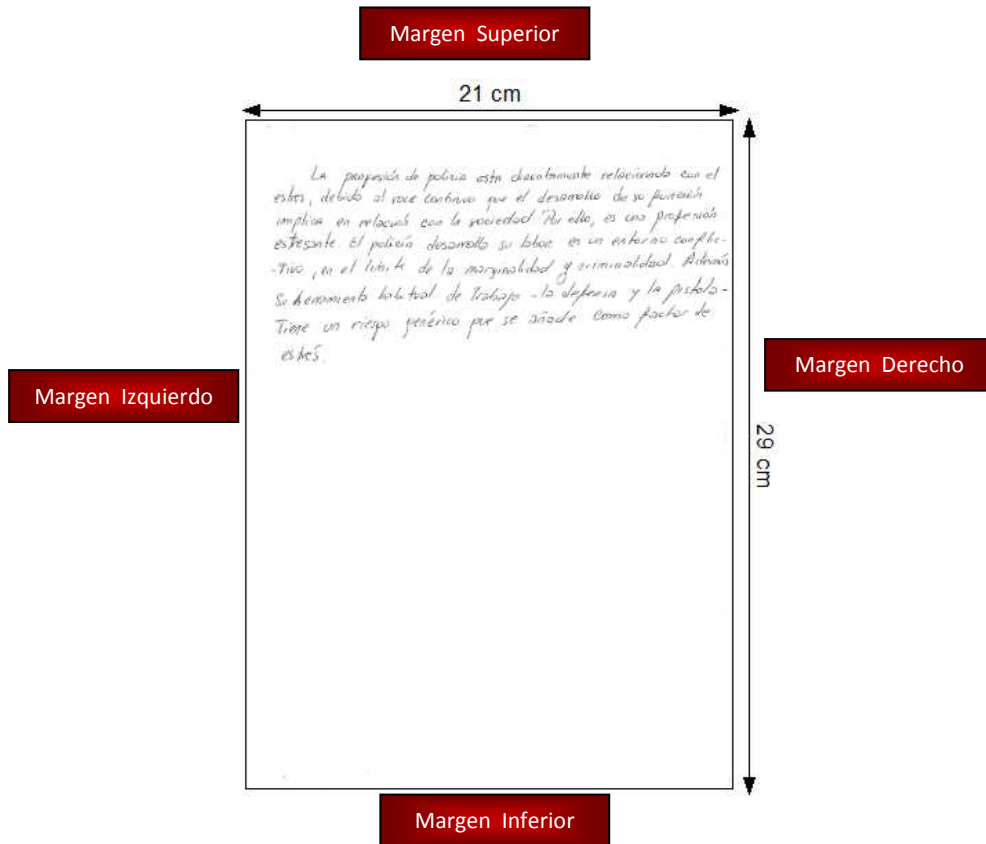 Margen Superior
21 cm
La profesión de policía esta directamente relacionada con el
estres, debido al roce continuo que el desarrollo de su función
implica en relación con la sociedad. Por ello, es una profesión
estresante. El policía desarrolla su labor en un entorno conflic-
-Tivo, en el límite de la marginalidad y criminalidad. Además
Su herramienta habitual de Trabajo - la defensa y la pistola -
Tiene un riesgo genérico que se añade como factor de
estrés.
Margen Izquierdo
Margen Derecho
29 cm
Margen Inferior